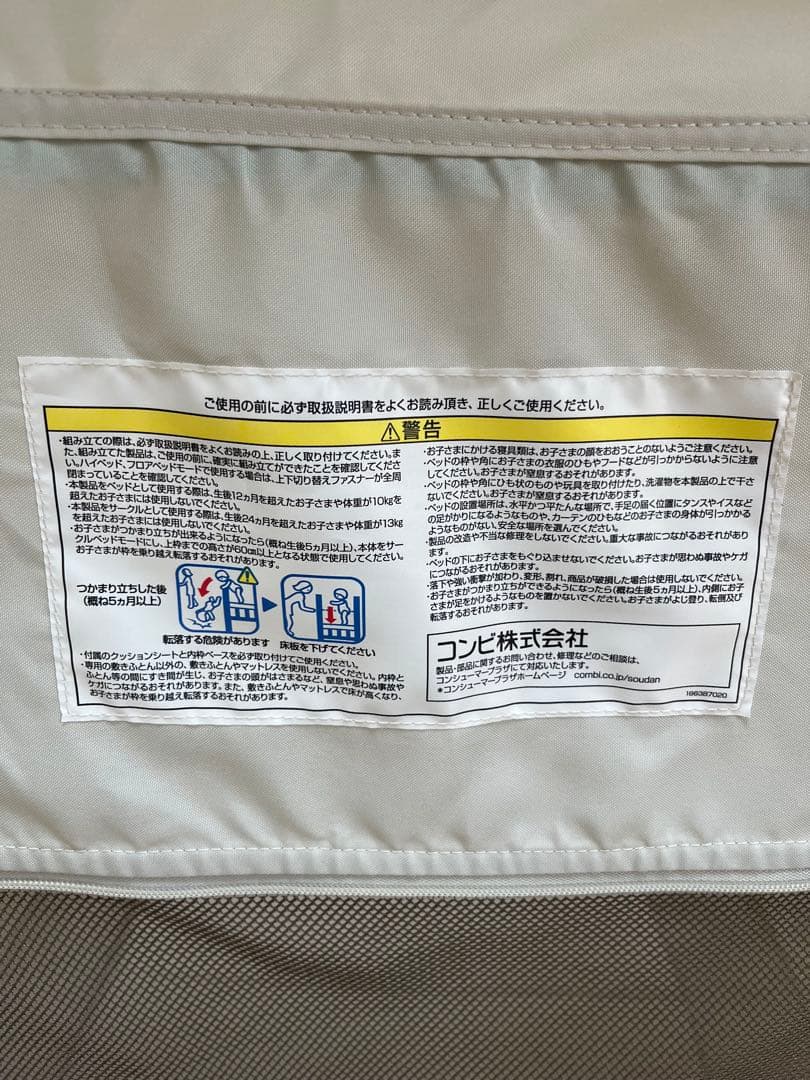 ご使用の前に必ず取扱説明書をよくお読み頂き、正しくご使用ください。
⚠警告
・組み立ての際は、必ず取扱説明書をよくお読みの上、正しく取り付けてください。ま
た、組み立てた製品は、ご使用の前に、確実に組み立てができたことを確認してくださ
い。ハイベッド、フロアベッドモードで使用する場合は、上下切り替えファスナーが全周
閉まっていることを確認してください。
・本製品をベッドとして使用する際は、生後12ヵ月を超えたお子さまや体重が10kgを
超えたお子さまには使用しないでください。
・本製品をサークルとして使用する際は、生後24ヵ月を超えたお子さまや体重が13kg
を超えたお子さまには使用しないでください。
・お子さまがつかまり立ちが出来るようになったら(概ね生後5ヵ月以上)、本体をサー
クルベッドモードにし、上枠までの高さが60cm以上となる状態で使用してください。
お子さまが枠を乗り越え転落するおそれがあります。
つかまり立ちした後
(概ね5ヵ月以上)
転落する危険があります
床板を下げてください
・付属のクッションシートと内枠ベースを必ず取り付けてご使用ください。
・専用の敷きふとん以外の、敷きふとんやマットレスを使用しないでください。内枠とふとん等の間にすき間が生じ、お子さまの頭がはさまるなど、窒息や思わぬ事故や
ケガにつながるおそれがあります。また、敷きふとんやマットレスで床が高くなり、
お子さまが枠を乗り越え転落するおそれがあります。
・お子さまにかける寝具類は、お子さまの顔をおおうことのないようご注意ください。
・ベッドの枠や角にお子さまの衣服のひもやフードなどが引っかからないように注意
してください。お子さまが窒息するおそれがあります。
・ベッドの枠や角にひも状のものや玩具を取り付けたり、洗濯物を本製品の上で干さ
ないでください。お子さまが窒息するおそれがあります。
・ベッドの設置場所は、水平かつ平たんな場所で、手足の届く位置にタンスやイスなど
の足がかりになるようなものや、カーテンのひもなどのお子さまの身体が引っかかる
ようなものがない、安全な場所を選んでください。
・製品の改造や不当な修理をしないでください。重大な事故につながるおそれがあり
ます。
・ベッドの下にお子さまをもぐり込ませないでください。お子さまが思わぬ事故やケガ
につながるおそれがあります。
・落下や強い衝撃が加わり、変形、割れ、商品が破損した場合は使用しないでください。
・お子さまがつかまり立ちができるようになったら(概ね生後5ヵ月以上)、内側にお子
さまが足をかけるようなものを置かないでください。お子さまがよじ登り、転倒及び
転落するおそれがあります。
コンビ株式会社
製品・部品に関するお問い合わせ、修理などのご相談は、
コンシューマープラザにて対応いたします。
*コンシューマープラザホームページ combi.co.jp/soudan
166387020